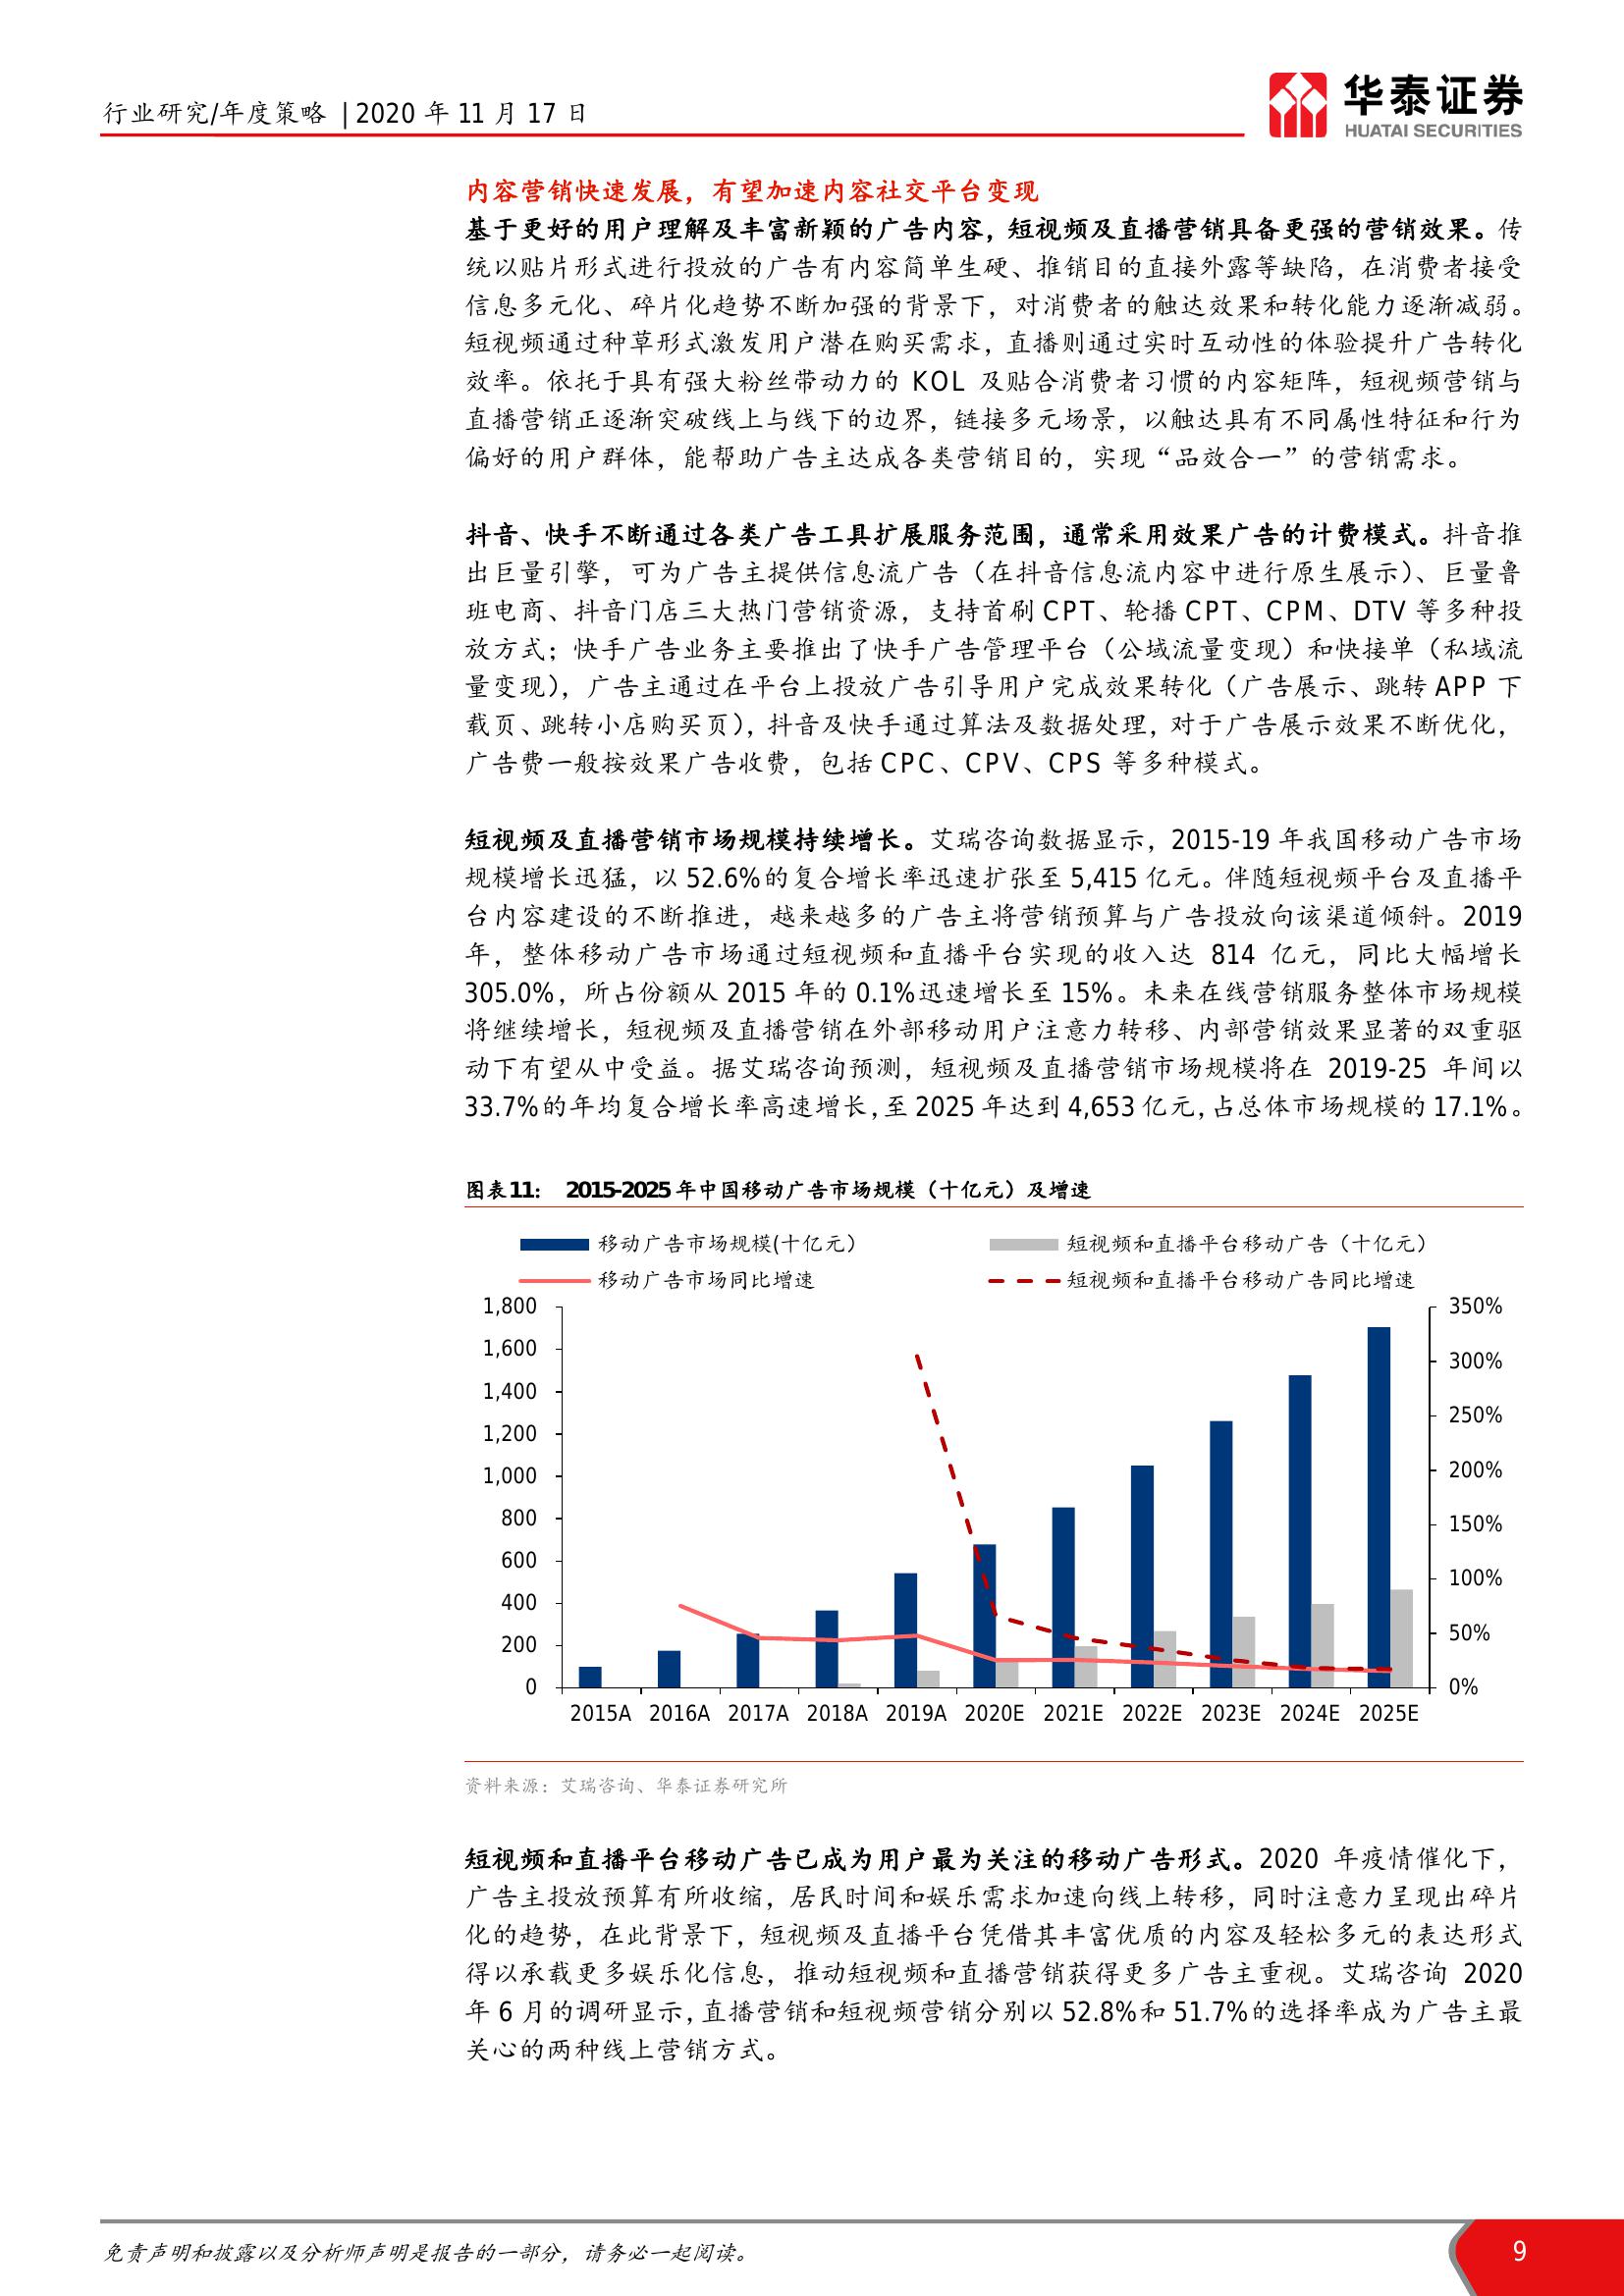 行业研究/年度策略 | 2020 年 11 月 17 日
华泰证券
HUATAI SECURITIES
内容营销快速发展，有望加速内容社交平台变现
基于更好的用户理解及丰富新颖的广告内容，短视频及直播营销具备更强的营销效果。传
统以贴片形式进行投放的广告有内容简单生硬、推销目的直接外露等缺陷，在消费者接受
信息多元化、碎片化趋势不断加强的背景下，对消费者的触达效果和转化能力逐渐减弱。
短视频通过种草形式激发用户潜在购买需求，直播则通过实时互动性的体验提升广告转化
效率。依托于具有强大粉丝带动力的 KOL 及贴合消费者习惯的内容矩阵，短视频营销与
直播营销正逐渐突破线上与线下的边界，链接多元场景，以触达具有不同属性特征和行为
偏好的用户群体，能帮助广告主达成各类营销目的，实现“品效合一”的营销需求。
抖音、快手不断通过各类广告工具扩展服务范围，通常采用效果广告的计费模式。抖音推
出巨量引擎，可为广告主提供信息流广告（在抖音信息流内容中进行原生展示）、巨量鲁
班电商、抖音门店三大热门营销资源，支持首刷 CPT、轮播 CPT、CPM、DTV 等多种投
放方式；快手广告业务主要推出了快手广告管理平台（公域流量变现）和快接单（私域流
量变现），广告主通过在平台上投放广告引导用户完成效果转化（广告展示、跳转 APP 下
载页、跳转小店购买页），抖音及快手通过算法及数据处理，对于广告展示效果不断优化，
广告费一般按效果广告收费，包括 CPC、CPV、CPS 等多种模式。
短视频及直播营销市场规模持续增长。艾瑞咨询数据显示，2015-19 年我国移动广告市场
规模增长迅猛，以 52.6%的复合增长率迅速扩张至 5,415 亿元。伴随短视频平台及直播平
台内容建设的不断推进，越来越多的广告主将营销预算与广告投放向该渠道倾斜。2019
年，整体移动广告市场通过短视频和直播平台实现的收入达 814 亿元，同比大幅增长
305.0%，所占份额从 2015 年的 0.1%迅速增长至 15%。未来在线营销服务整体市场规模
将继续增长，短视频及直播营销在外部移动用户注意力转移、内部营销效果显著的双重驱
动下有望从中受益。据艾瑞咨询预测，短视频及直播营销市场规模将在 2019-25 年间以
33.7%的年均复合增长率高速增长，至 2025 年达到 4,653 亿元，占总体市场规模的 17.1%。
图表11： 2015-2025 年中国移动广告市场规模（十亿元）及增速
移动广告市场规模(十亿元） 短视频和直播平台移动广告（十亿元）
移动广告市场同比增速 短视频和直播平台移动广告同比增速
1,800 350%
1,600 300%
1,400 250%
1,200 200%
1,000 150%
800 100%
600 50%
400 0%
200
0
2015A 2016A 2017A 2018A 2019A 2020E 2021E 2022E 2023E 2024E 2025E
资料来源：艾瑞咨询、华泰证券研究所
短视频和直播平台移动广告已成为用户最为关注的移动广告形式。2020 年疫情催化下，
广告主投放预算有所收缩，居民时间和娱乐需求加速向线上转移，同时注意力呈现出碎片
化的趋势，在此背景下，短视频及直播平台凭借其丰富优质的内容及轻松多元的表达形式
得以承载更多娱乐化信息，推动短视频和直播营销获得更多广告主重视。艾瑞咨询 2020
年 6 月的调研显示，直播营销和短视频营销分别以 52.8%和 51.7%的选择率成为广告主最
关心的两种线上营销方式。
免责声明和披露以及分析师声明是报告的一部分，请务必一起阅读。
9